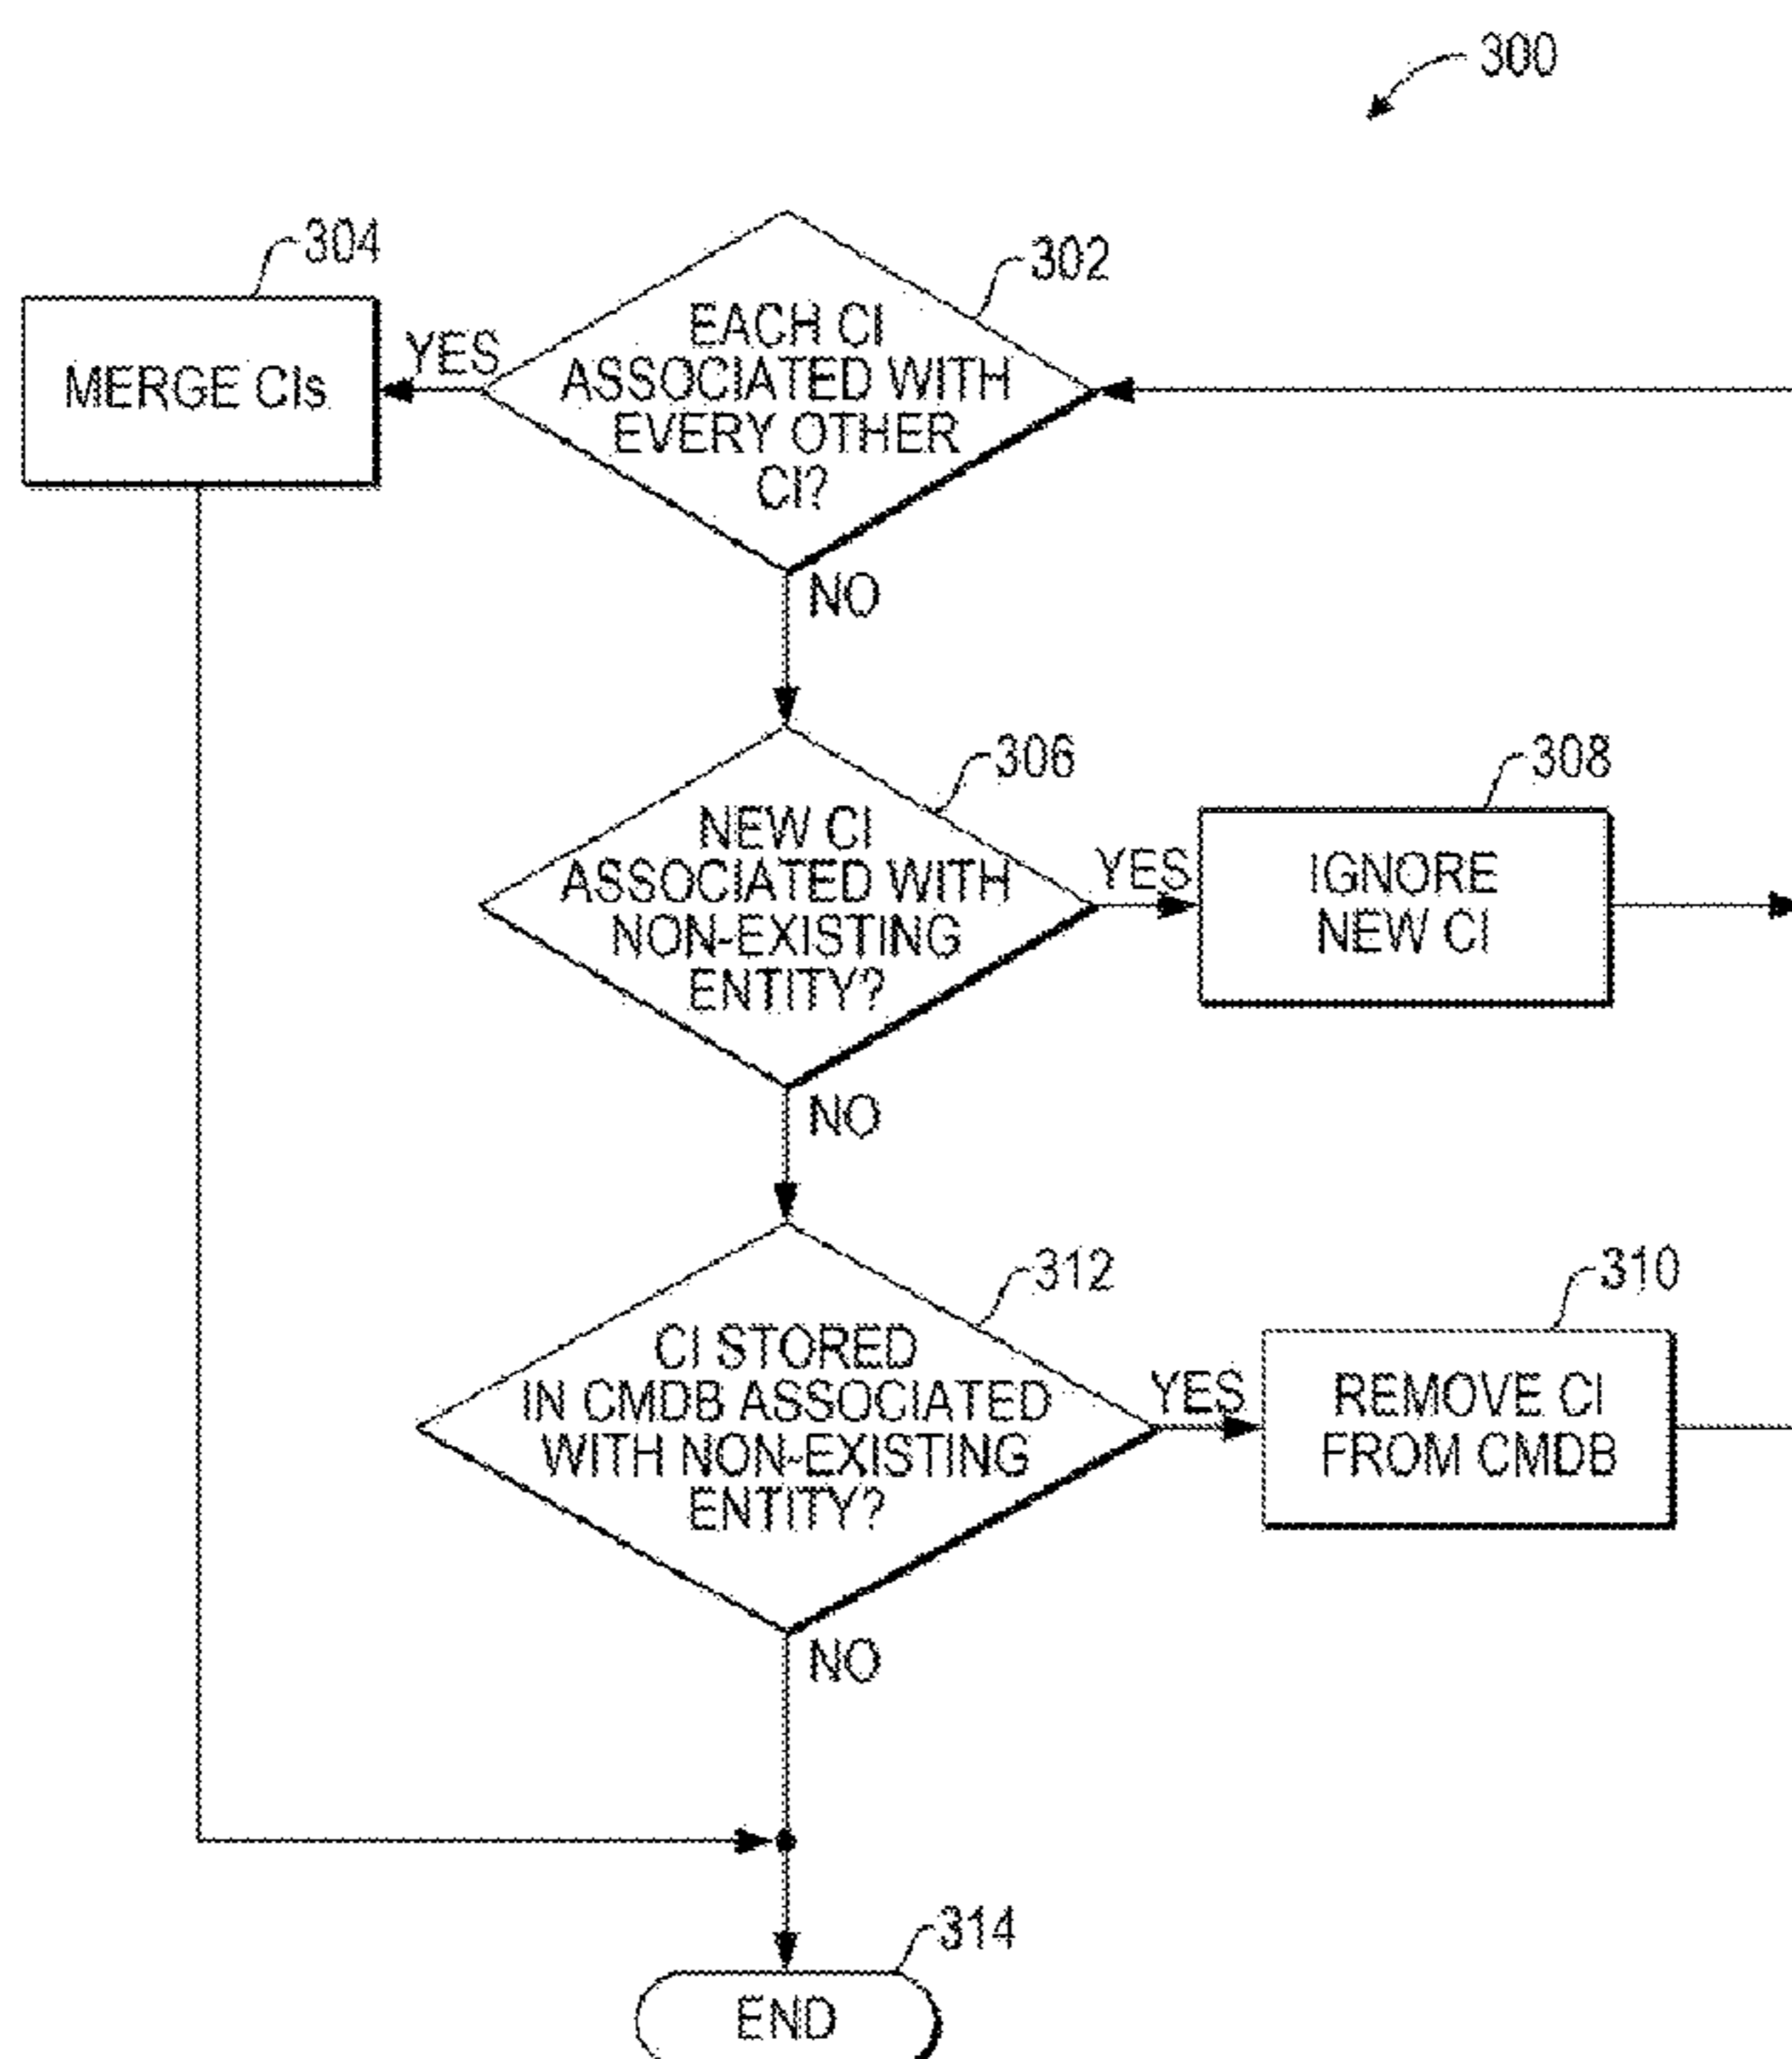 300
304
302
EACH CI
ASSOCIATED WITH
EVERY OTHER
CI?
YES
MERGE CIs
NO
306
308
NEW CI
ASSOCIATED WITH
NON-EXISTING
ENTITY?
YES
IGNORE
NEW CI
NO
312
310
CI STORED
IN CMDB ASSOCIATED
WITH NON-EXISTING
ENTITY?
YES
REMOVE CI
FROM CMDB
NO
314
END